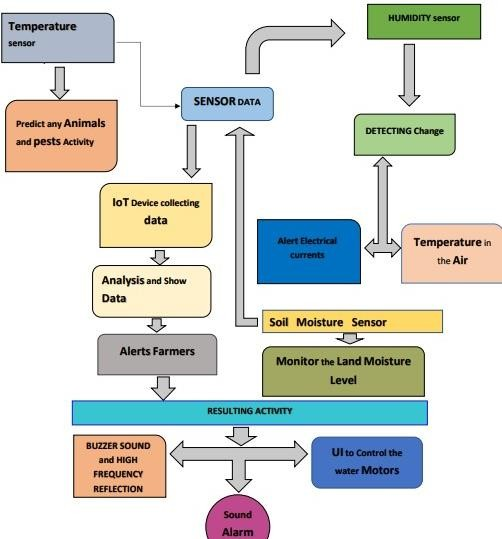 Temperature
sensor
HUMIDITY sensor
SENSOR DATA
Predict any Animals
and pests Activity
DETECTING Change
IoT Device collecting
data
Alert Electrical
currents
Temperature in
the Air
Analysis and Show
Data
Soil Moisture Sensor
Alerts Farmers
Monitor the Land Moisture
Level
RESULTING ACTIVITY
BUZZER SOUND
and HIGH
FREQUENCY
REFLECTION
UI to Control the
water Motors
Sound
Alarm